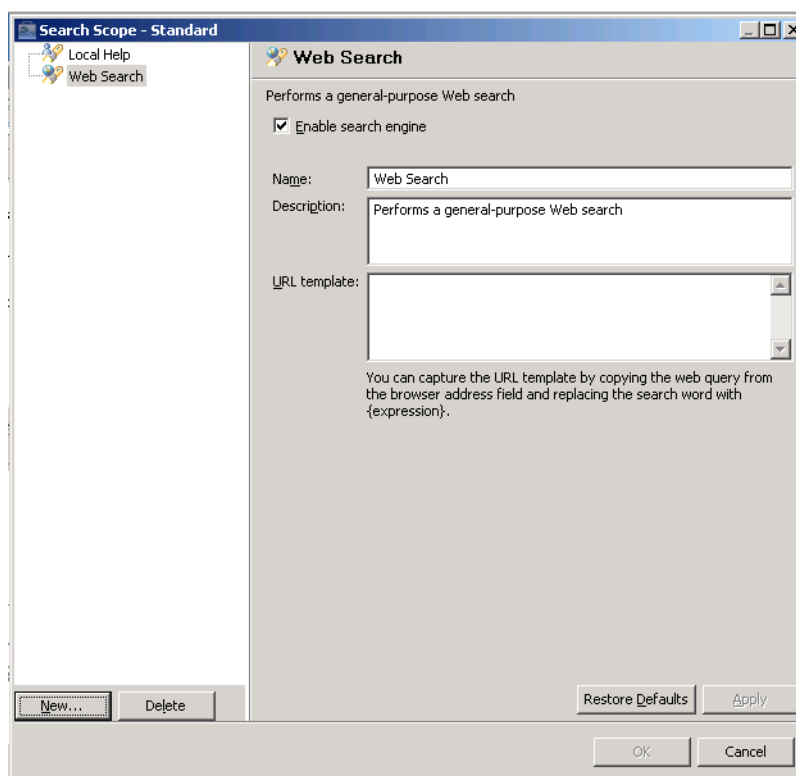 Search Scope - Standard
Local Help
Web Search
Web Search
Performs a general-purpose Web search
Enable search engine
Name:
Web Search
Description:
Performs a general-purpose Web search
URL template:
You can capture the URL template by copying the web query from
the browser address field and replacing the search word with
{expression}.
New...
Delete
Restore Defaults
Apply
OK
Cancel